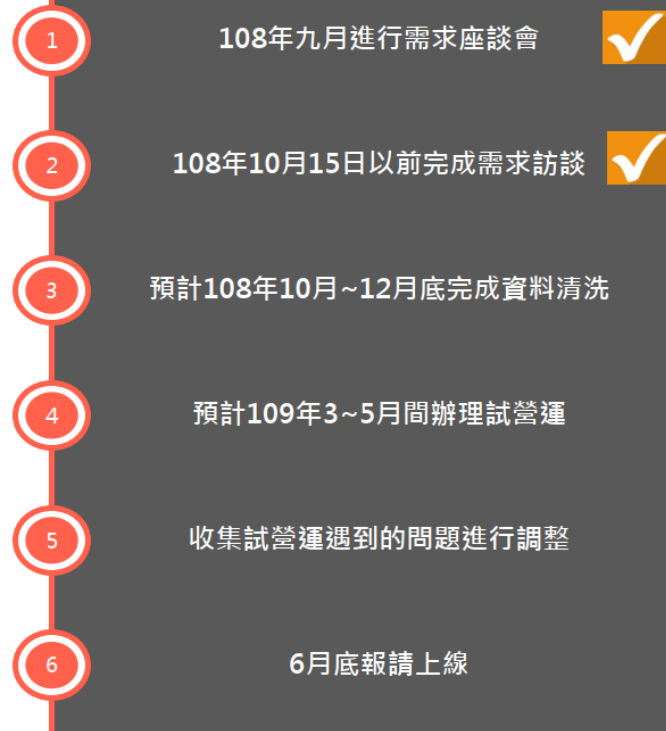 1
108年九月進行需求座談會
2
108年10月15日以前完成需求訪談
3
預計108年10月~12月底完成資料清洗
4
預計109年3~5月間辦理試營運
5
收集試營運遇到的問題進行調整
6
6月底報請上線